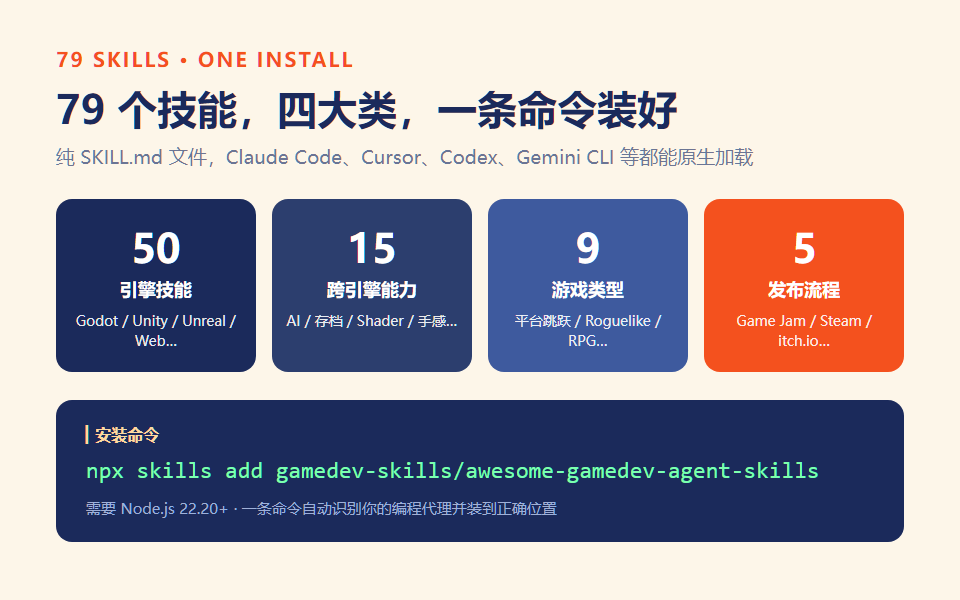 79 SKILLS • ONE INSTALL
79 个技能，四大类，一条命令装好
纯 SKILL.md 文件，Claude Code、Cursor、Codex、Gemini CLI 等都能原生加载
50
引擎技能
Godot / Unity / Unreal /
Web...
15
跨引擎能力
AI / 存档 / Shader / 手感...
9
游戏类型
平台跳跃 / Roguelike /
RPG...
5
发布流程
Game Jam / Steam /
itch.io...
安装命令
npx skills add gamedev-skills/awesome-gamedev-agent-skills
需要 Node.js 22.20+ · 一条命令自动识别你的编程代理并装到正确位置